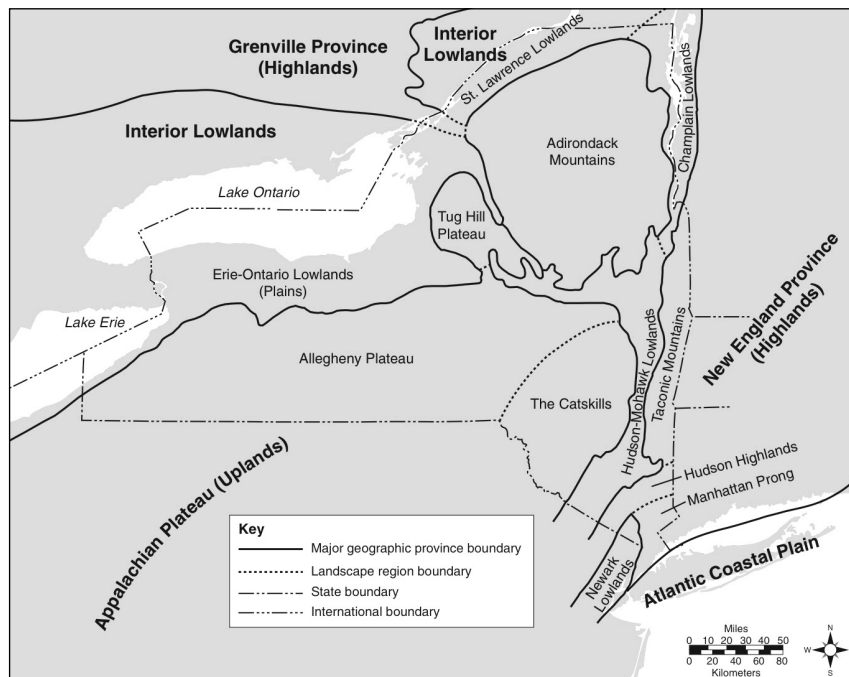 Grenville Province
(Highlands)
Interior
Lowlands
St. Lawrence Lowlands
Champlain Lowlands
Interior Lowlands
Adirondack
Mountains
Lake Ontario
Tug Hill
Plateau
Erie-Ontario Lowlands
(Plains)
Lake Erie
New England Province
(Highlands)
Allegheny Plateau
Hudson-Mohawk Lowlands
Taconic Mountains
The Catskills
Appalachian Plateau (Uplands)
Hudson Highlands
Manhattan Prong
Newark
Lowlands
Atlantic Coastal Plain
Key
Major geographic province boundary
Landscape region boundary
State boundary
International boundary
Miles
0 10 20 30 40 50
0 20 40 60 80
Kilometers
N
W E
S